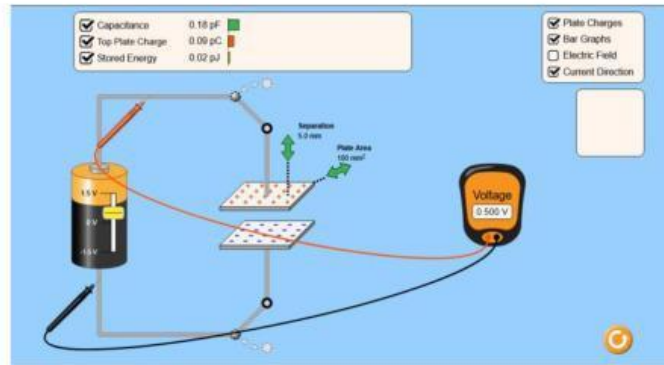 Capacitance 0.18 pF
Top Plate Charge 0.09 pC
Stored Energy 0.02 pJ
Plate Charges
Bar Graphs
Electric Field
Current Direction
Separation
5.0 mm
Plate Area
100 mm²
1.5 V
0 V
-1.5 V
Voltage
0.500 V